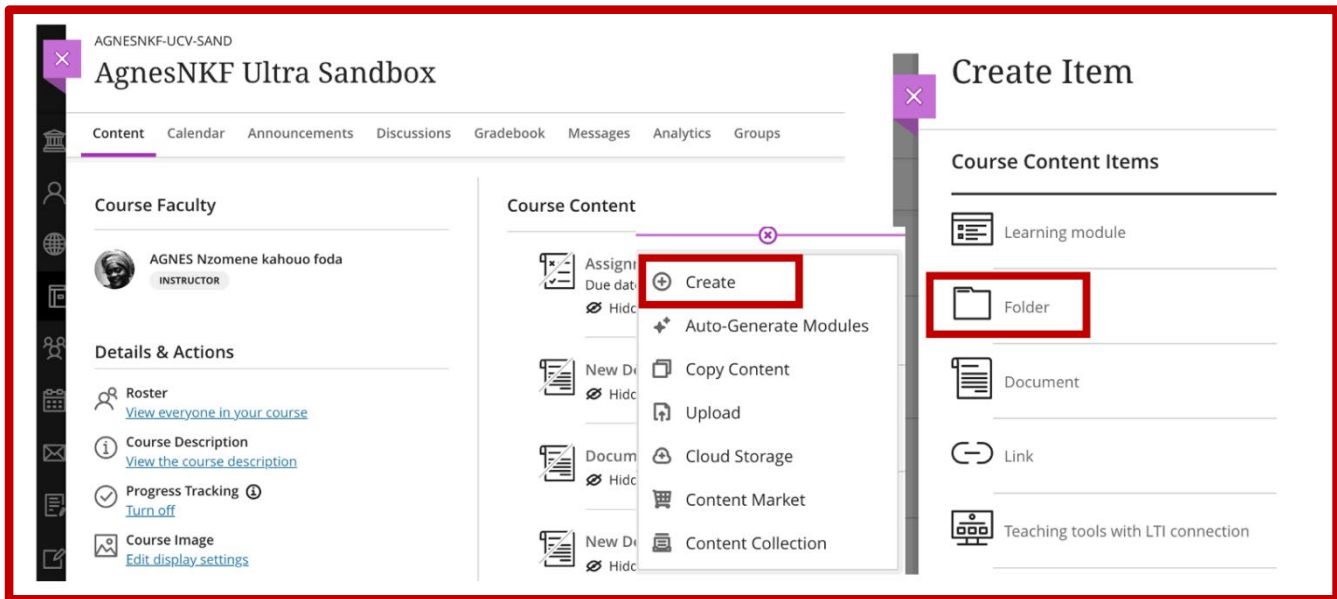 AGNESNKF-UCV-SAND
AgnesNKF Ultra Sandbox
Content Calendar Announcements Discussions Gradebook Messages Analytics Groups
Course Faculty
AGNES Nzomene kahouo foda
INSTRUCTOR
Details & Actions
Roster
View everyone in your course
Course Description
View the course description
Progress Tracking
Turn off
Course Image
Edit display settings
Course Content
Assignm
Due dat
Hidd
New D
Hidd
Docum
Hidd
New D
Hidd
Create
Auto-Generate Modules
Copy Content
Upload
Cloud Storage
Content Market
Content Collection
Create Item
Course Content Items
Learning module
Folder
Document
Link
Teaching tools with LTI connection